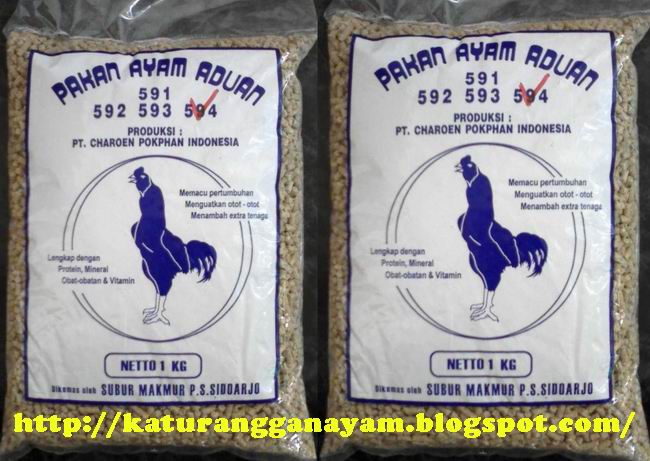 PAKAN AYAM ADUAN
591
592 593 594
PRODUKSI :
PT. CHAROEN POKPHAN INDONESIA
Memacu pertumbuhan
Menguatkan otot - otot
Menambah extra tenaga
Lengkap dengan
Protein, Mineral
Obat-obatan & Vitamin
NETTO 1 KG
Dikemas oleh SUBUR MAKMUR P.S.SIDOARJO
PAKAN AYAM ADUAN
591
592 593 594
PRODUKSI :
PT. CHAROEN POKPHAN INDONESIA
Memacu pertumbuhan
Menguatkan otot - otot
Menambah extra tenaga
Lengkap dengan
Protein, Mineral
Obat-obatan & Vitamin
NETTO 1 KG
Dikemas oleh SUBUR MAKMUR P.S.SIDOARJO
http://katurangganayam.blogspot.com/